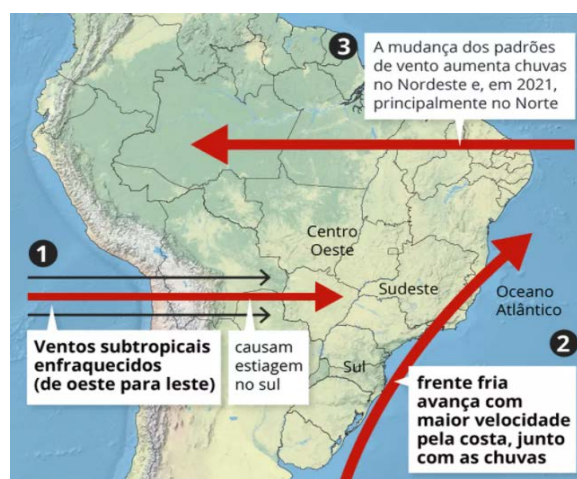 3
A mudança dos padrões
de vento aumenta chuvas
no Nordeste e, em 2021,
principalmente no Norte
Centro
Oeste
1
Sudeste
Oceano
Atlântico
Ventos subtropicais
enfraquecidos
(de oeste para leste)
causam
estiagem
no sul
Sul
2
frente fria
avança com
maior velocidade
pela costa, junto
com as chuvas